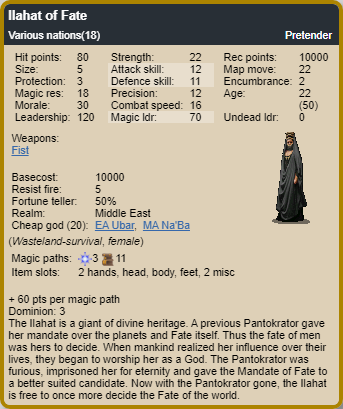 Ilahat of Fate
Various nations(18) Pretender
Hit points: 80 Strength: 22 Rec points: 10000
Size: 5 Attack skill: 12 Map move: 22
Protection: 3 Defence skill: 11 Encumbrance: 2
Magic res: 18 Precision: 12 Age: 22
Morale: 30 Combat speed: 16 (50)
Leadership: 120 Magic ldr: 70 Undead ldr: 0
Weapons:
Fist
Basecost: 10000
Resist fire: 5
Fortune teller: 50%
Realm: Middle East
Cheap god (20): EA Ubar, MA Na'Ba
(Wasteland-survival, female)
Magic paths: 3 11
Item slots: 2 hands, head, body, feet, 2 misc
+ 60 pts per magic path
Dominion: 3
The Ilahat is a giant of divine heritage. A previous Pantokrator gave
her mandate over the planets and Fate itself. Thus the fate of men
was hers to decide. When mankind realized her influence over their
lives, they began to worship her as a God. The Pantokrator was
furious, imprisoned her for eternity and gave the Mandate of Fate to
a better suited candidate. Now with the Pantokrator gone, the Ilahat
is free to once more decide the Fate of the world.